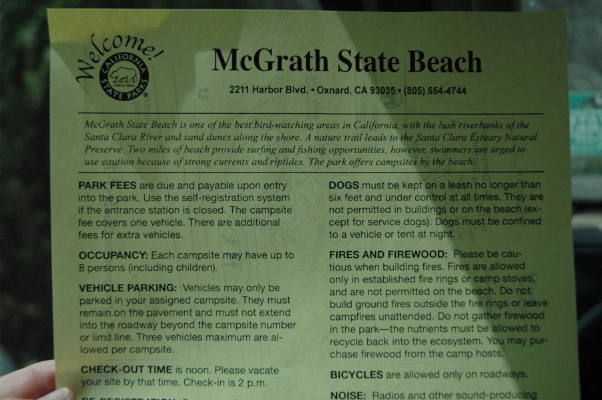 Welcome!
CALIFORNIA
STATE PARKS
McGrath State Beach
2211 Harbor Blvd. • Oxnard, CA 93035 • (805) 654-4744
McGrath State Beach is one of the best bird-watching areas in California, with the lush riverbanks of the
Santa Clara River and sand dunes along the shore. A nature trail leads to the Santa Clara Estuary Natural
Preserve. Two miles of beach provide surfing and fishing opportunities, however, swimmers are urged to
use caution because of strong currents and riptides. The park offers campsites by the beach.
PARK FEES are due and payable upon entry
into the park. Use the self-registration system
if the entrance station is closed. The campsite
fee covers one vehicle. There are additional
fees for extra vehicles.
OCCUPANCY: Each campsite may have up to
8 persons (including children).
VEHICLE PARKING: Vehicles may only be
parked in your assigned campsite. They must
remain on the pavement and must not extend
into the roadway beyond the campsite number
or limit line. Three vehicles maximum are al-
lowed per campsite.
CHECK-OUT TIME is noon. Please vacate
your site by that time. Check-in is 2 p.m.
DOGS must be kept on a leash no longer than
six feet and under control at all times. They are
not permitted in buildings or on the beach (ex-
cept for service dogs). Dogs must be confined
to a vehicle or tent at night.
FIRES AND FIREWOOD: Please be cau-
tious when building fires. Fires are allowed
only in established fire rings or camp stoves,
and are not permitted on the beach. Do not
build ground fires outside the fire rings or leave
campfires unattended. Do not gather firewood
in the park—the nutrients must be allowed to
recycle back into the ecosystem. You may pur-
chase firewood from the camp hosts.
BICYCLES are allowed only on roadways.
NOISE: Radios and other sound-producing